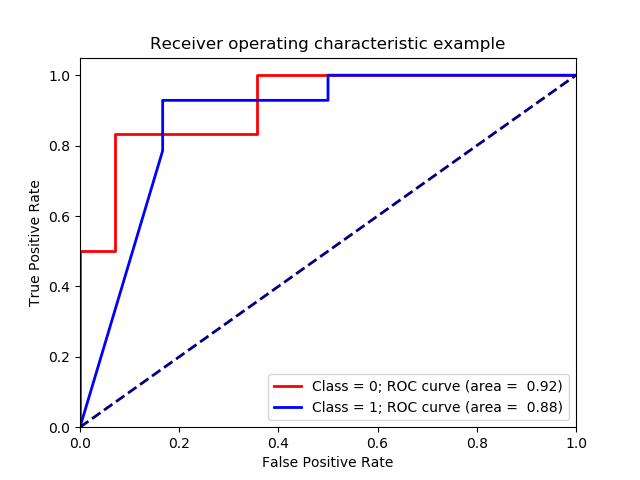 Receiver operating characteristic example
1.0
0.8
0.6
0.4
0.2
0.0
True Positive Rate
Class = 0; ROC curve (area =  0.92)
Class = 1; ROC curve (area =  0.88)
0.0 0.2 0.4 0.6 0.8 1.0
False Positive Rate